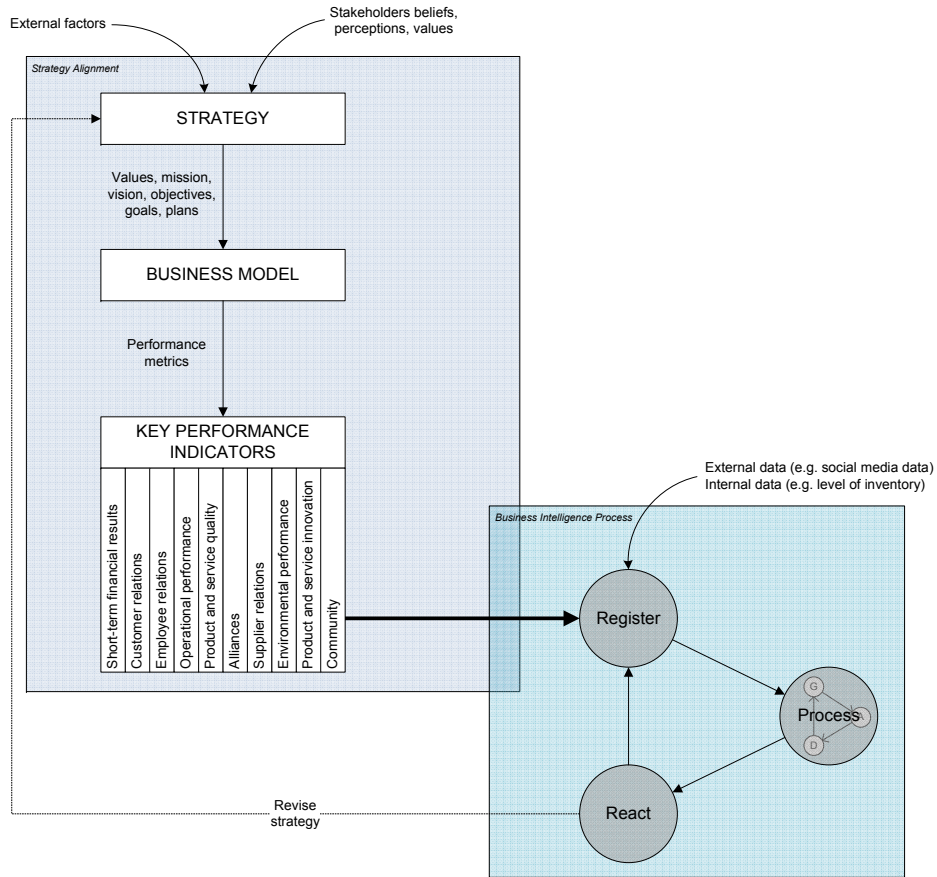 External factors
Stakeholders beliefs,
perceptions, values
Strategy Alignment
STRATEGY
Values, mission,
vision, objectives,
goals, plans
BUSINESS MODEL
Performance
metrics
KEY PERFORMANCE
INDICATORS
Short-term financial results
Customer relations
Employee relations
Operational performance
Product and service quality
Alliances
Supplier relations
Environmental performance
Product and service innovation
Community
External data (e.g. social media data)
Internal data (e.g. level of inventory)
Business Intelligence Process
Register
G
Process
A
D
React
Revise
strategy